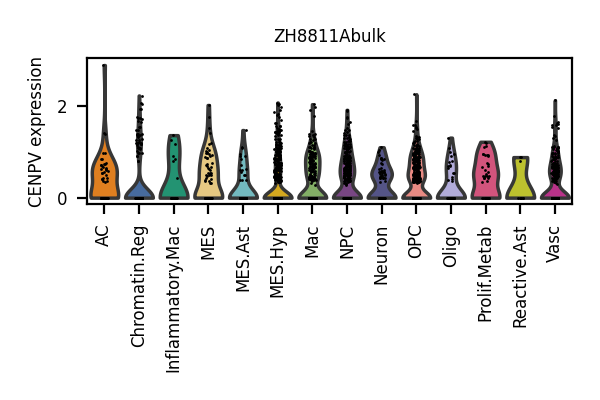 ZH8811Abulk
CENPV expression
2
0
AC
Chromatin.Reg
Inflammatory.Mac
MES
MES.Ast
MES.Hyp
Mac
NPC
Neuron
OPC
Oligo
Prolif.Metab
Reactive.Ast
Vasc